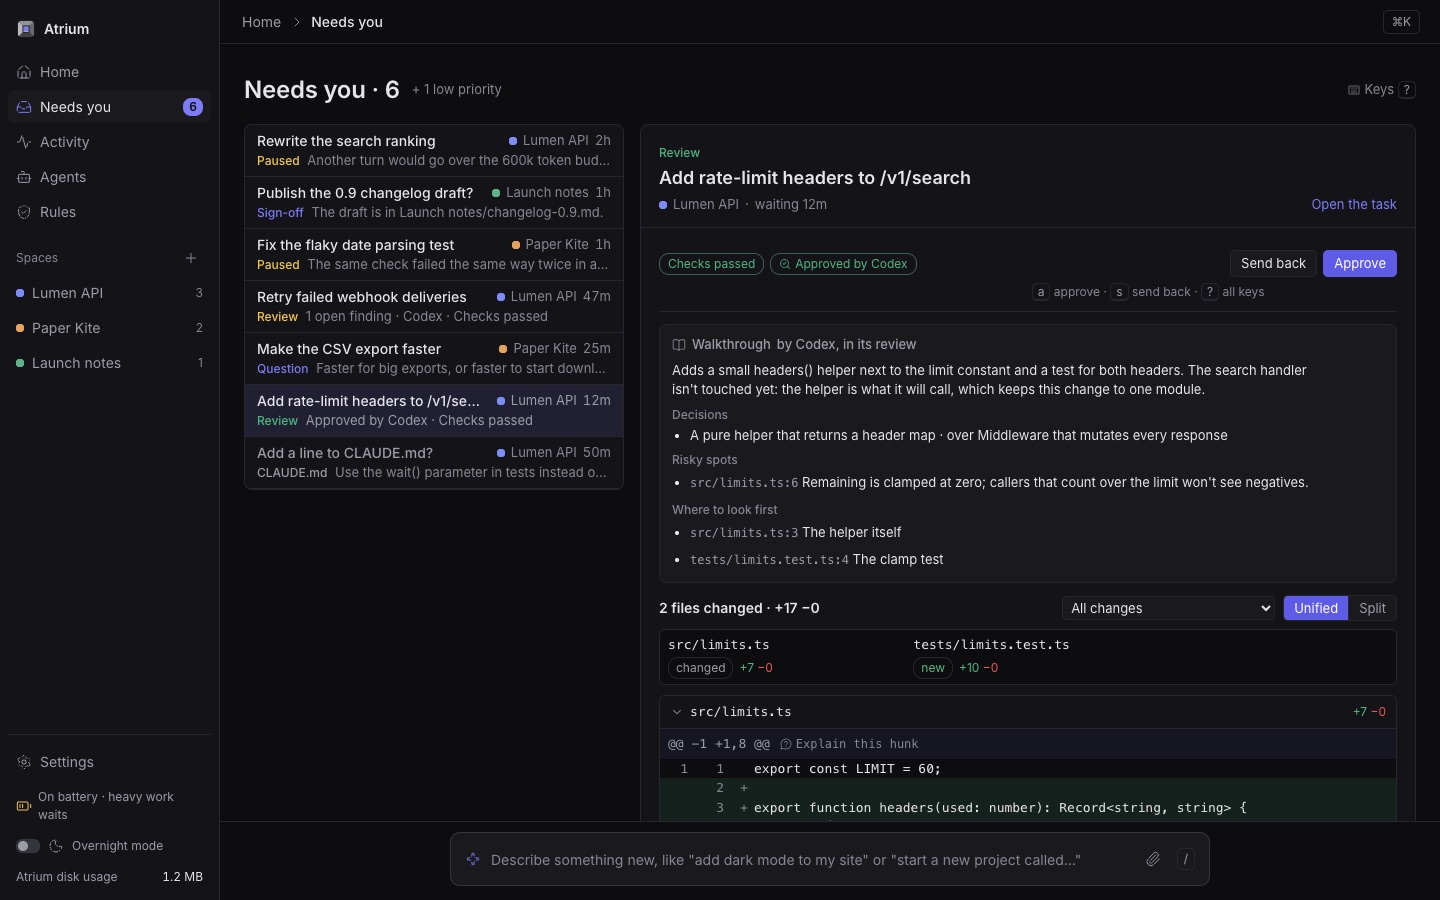 Atrium
Home
Needs you 6
Activity
Agents
Rules
Spaces
Lumen API 3
Paper Kite 2
Launch notes 1
Settings
On battery · heavy work
waits
Overnight mode
Atrium disk usage 1.2 MB
Home > Needs you
⌘K
Needs you · 6 + 1 low priority
Keys ?
Rewrite the search ranking Lumen API 2h
Paused Another turn would go over the 600k token bud...
Publish the 0.9 changelog draft? Launch notes 1h
Sign-off The draft is in Launch notes/changelog-0.9.md.
Fix the flaky date parsing test Paper Kite 1h
Paused The same check failed the same way twice in a...
Retry failed webhook deliveries Lumen API 47m
Review 1 open finding · Codex · Checks passed
Make the CSV export faster Paper Kite 25m
Question Faster for big exports, or faster to start downl...
Add rate-limit headers to /v1/se... Lumen API 12m
Review Approved by Codex · Checks passed
Add a line to CLAUDE.md? Lumen API 50m
CLAUDE.md Use the wait() parameter in tests instead o...
Review
Add rate-limit headers to /v1/search
Lumen API · waiting 12m
Open the task
Checks passed Approved by Codex
Send back Approve
a approve · s send back · ? all keys
Walkthrough by Codex, in its review
Adds a small headers() helper next to the limit constant and a test for both headers. The search handler
isn't touched yet: the helper is what it will call, which keeps this change to one module.
Decisions
• A pure helper that returns a header map · over Middleware that mutates every response
Risky spots
• src/limits.ts:6 Remaining is clamped at zero; callers that count over the limit won't see negatives.
Where to look first
• src/limits.ts:3 The helper itself
• tests/limits.test.ts:4 The clamp test
2 files changed · +17 −0
All changes
Unified Split
src/limits.ts
changed +7 −0
tests/limits.test.ts
new +10 −0
src/limits.ts +7 −0
@@ −1 +1,8 @@ Explain this hunk
1 1 export const LIMIT = 60;
2 +
3 + export function headers(used: number): Record<string, string> {
Describe something new, like "add dark mode to my site" or "start a new project called..."
/